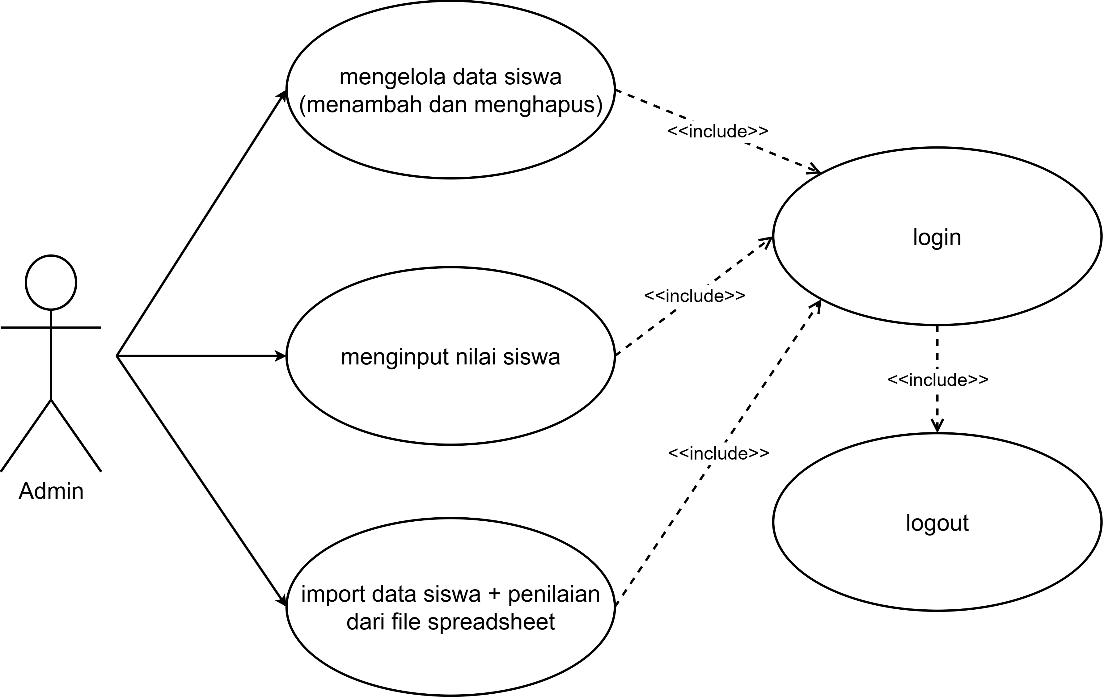 mengelola data siswa
(menambah dan menghapus)
<<include>>
login
<<include>>
menginput nilai siswa
<<include>>
<<include>>
Admin
logout
import data siswa + penilaian
dari file spreadsheet